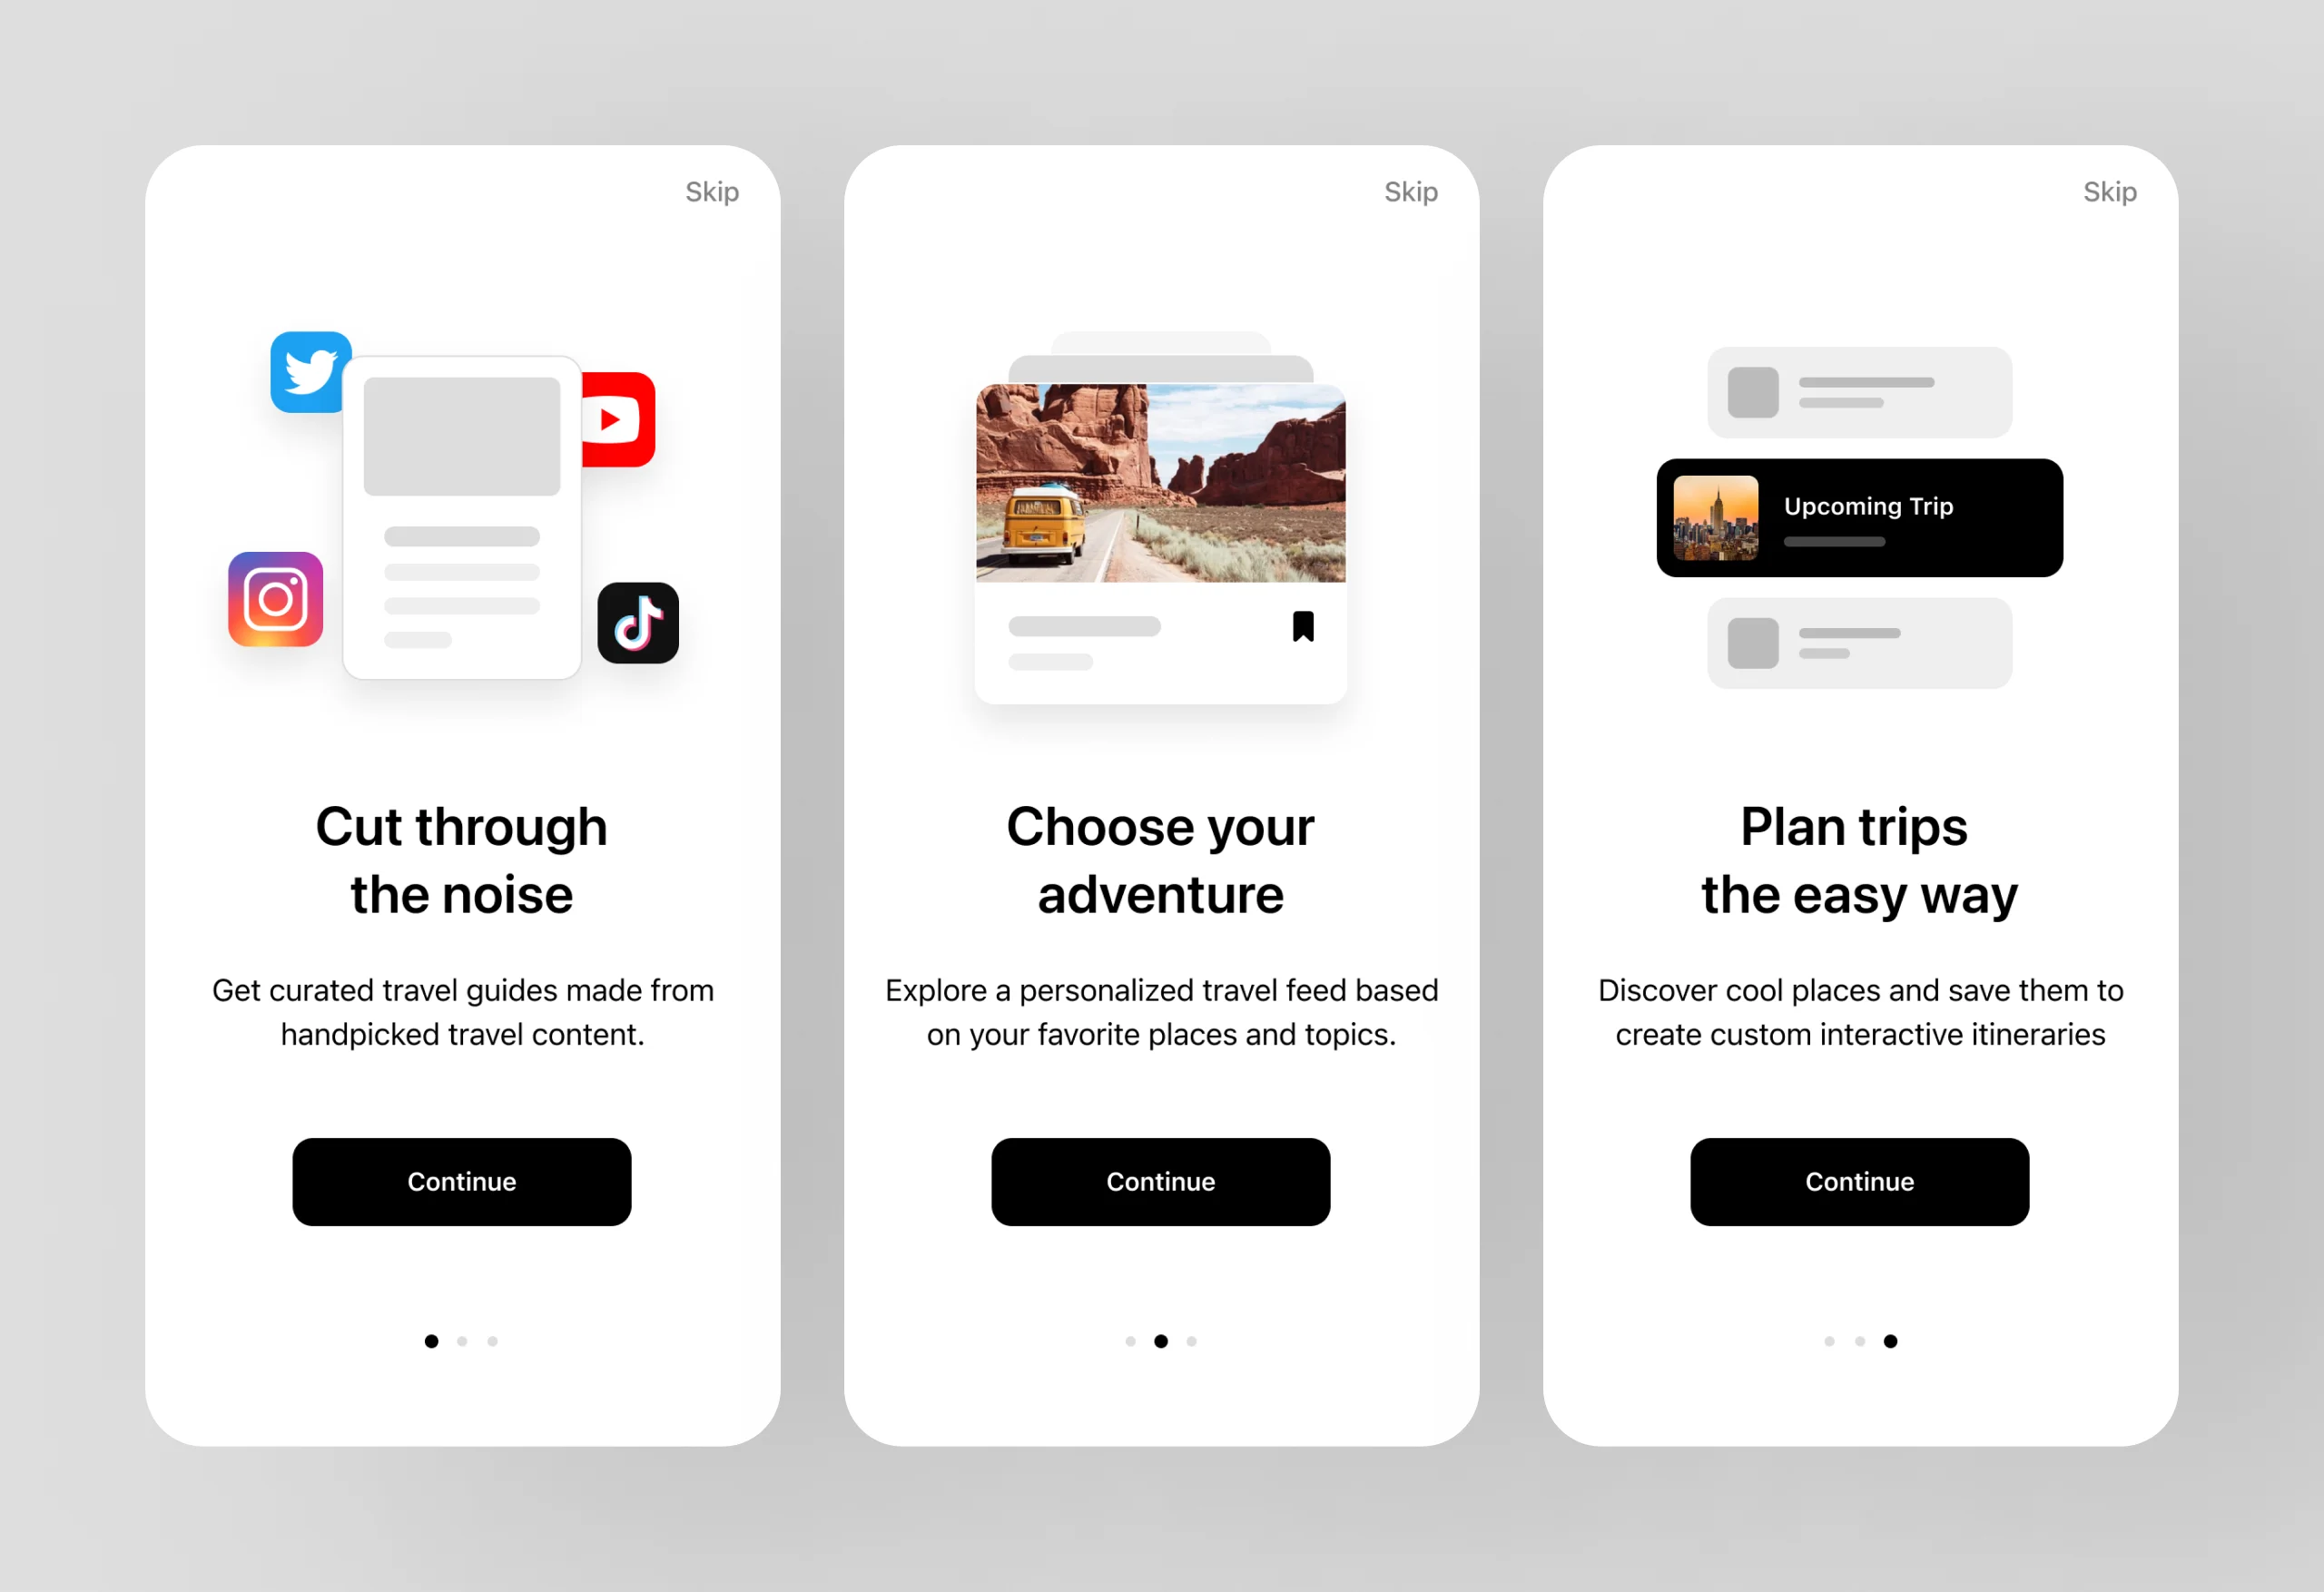 Skip
Cut through
the noise
Get curated travel guides made from
handpicked travel content.
Continue
Skip
Choose your
adventure
Explore a personalized travel feed based
on your favorite places and topics.
Continue
Skip
Upcoming Trip
Plan trips
the easy way
Discover cool places and save them to
create custom interactive itineraries
Continue